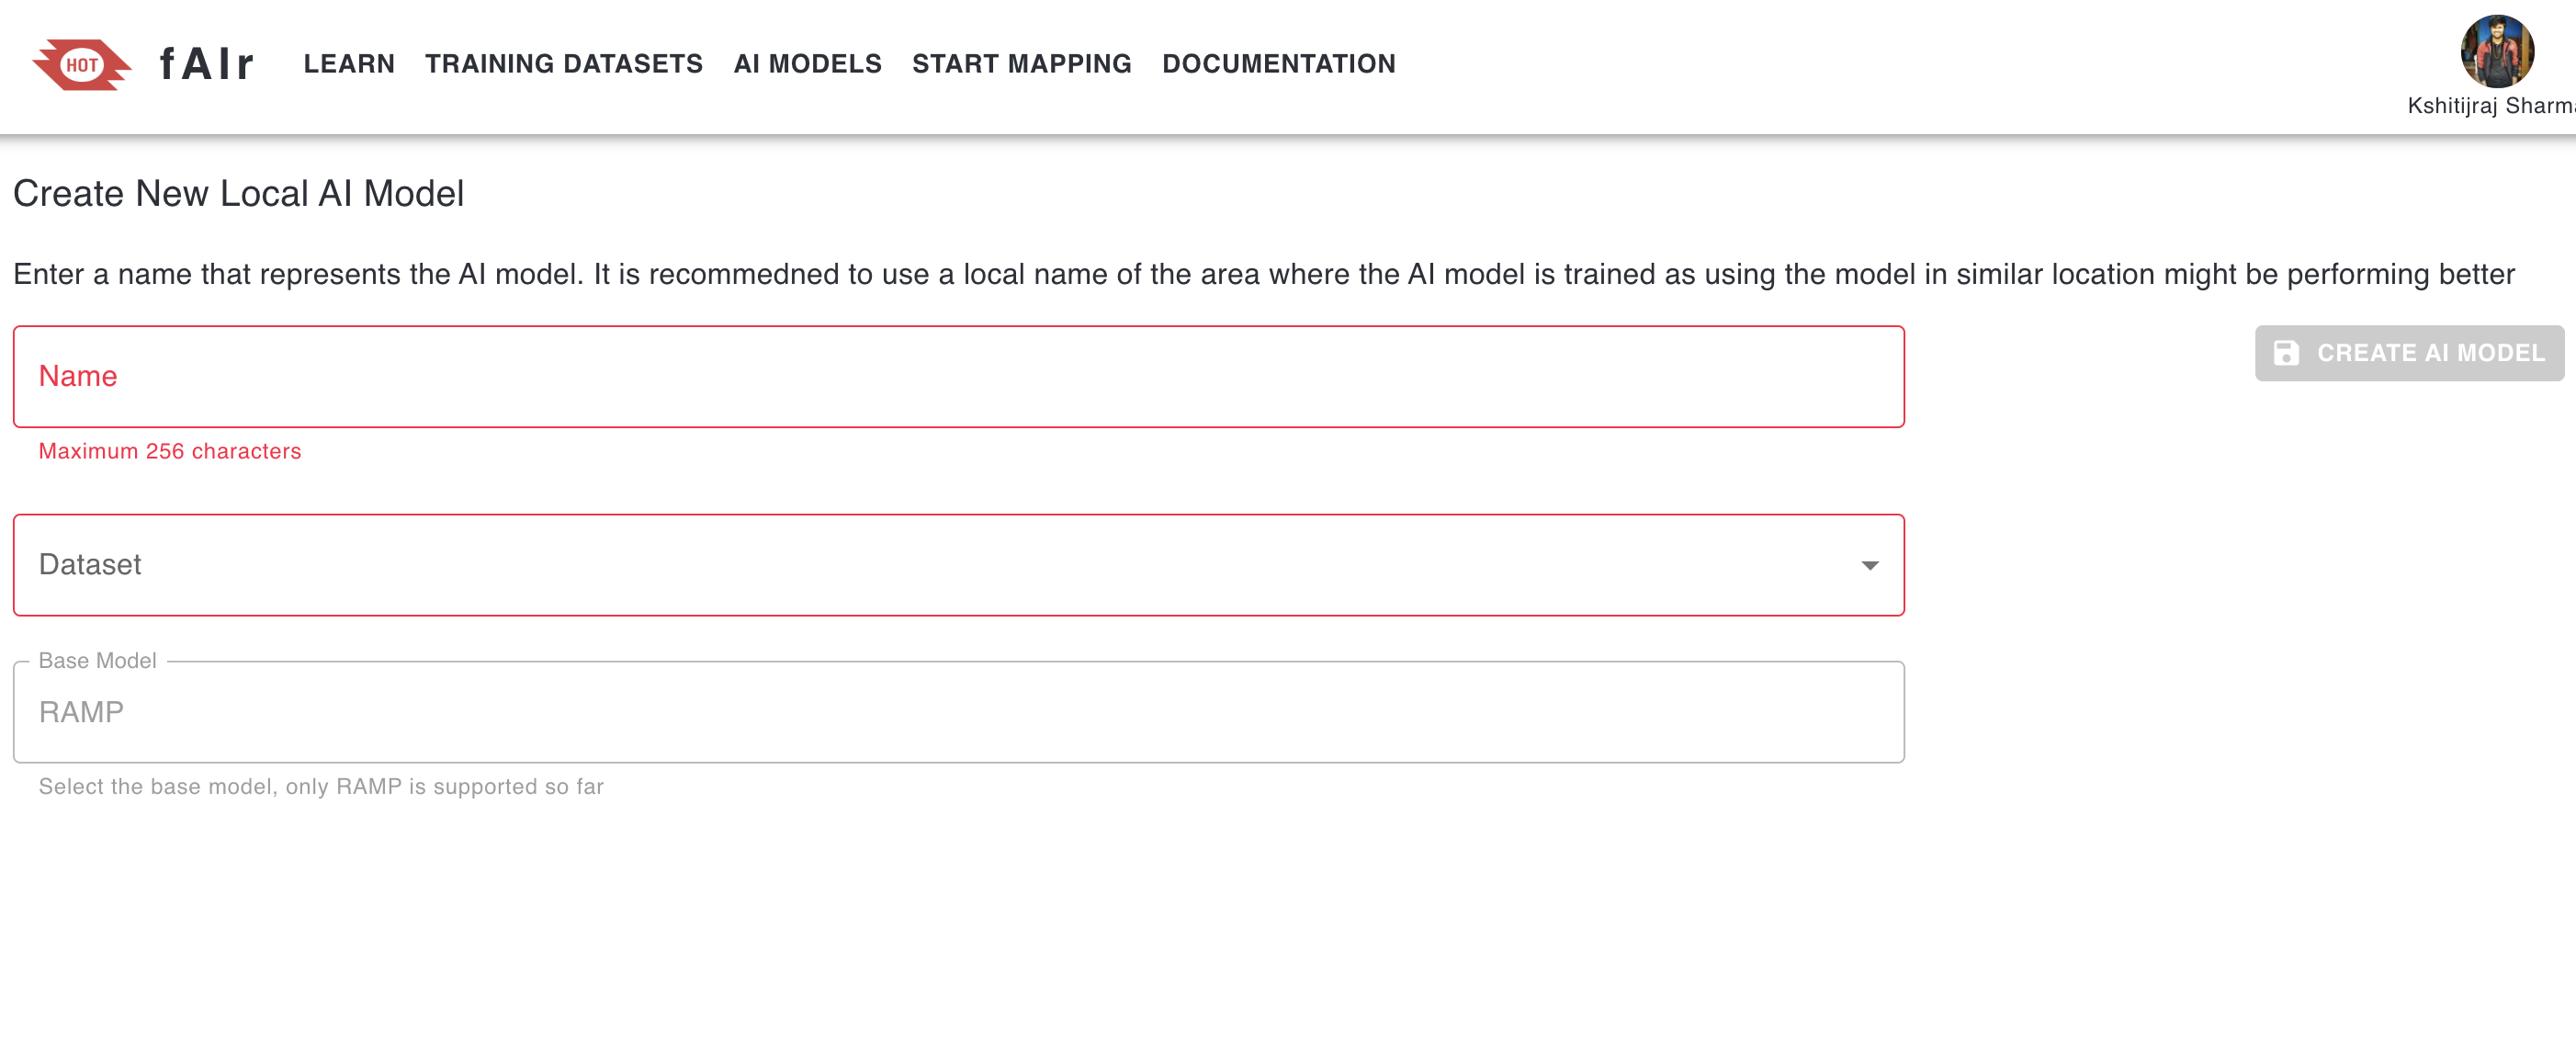 HOT fAIr LEARN TRAINING DATASETS AI MODELS START MAPPING DOCUMENTATION
Kshitijraj Sharma
Create New Local AI Model
Enter a name that represents the AI model. It is recommedned to use a local name of the area where the AI model is trained as using the model in similar location might be performing better
Name
CREATE AI MODEL
Maximum 256 characters
Dataset
Base Model
RAMP
Select the base model, only RAMP is supported so far